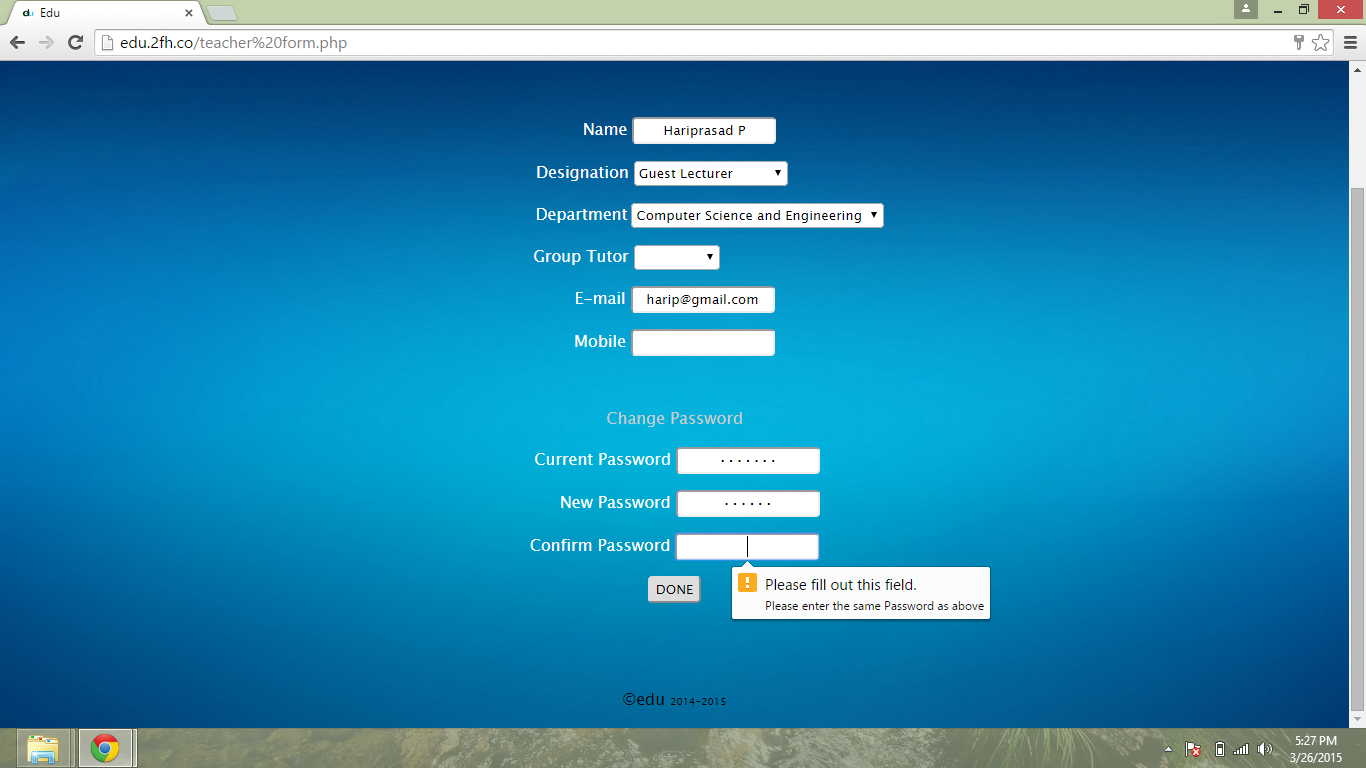 Edu
edu.2fh.co/teacher%20form.php
Name Hariprasad P
Designation Guest Lecturer
Department Computer Science and Engineering
Group Tutor
E-mail harip@gmail.com
Mobile
Change Password
Current Password ·······
New Password ······
Confirm Password
DONE
Please fill out this field.
Please enter the same Password as above
©edu 2014-2015
5:27 PM
3/26/2015